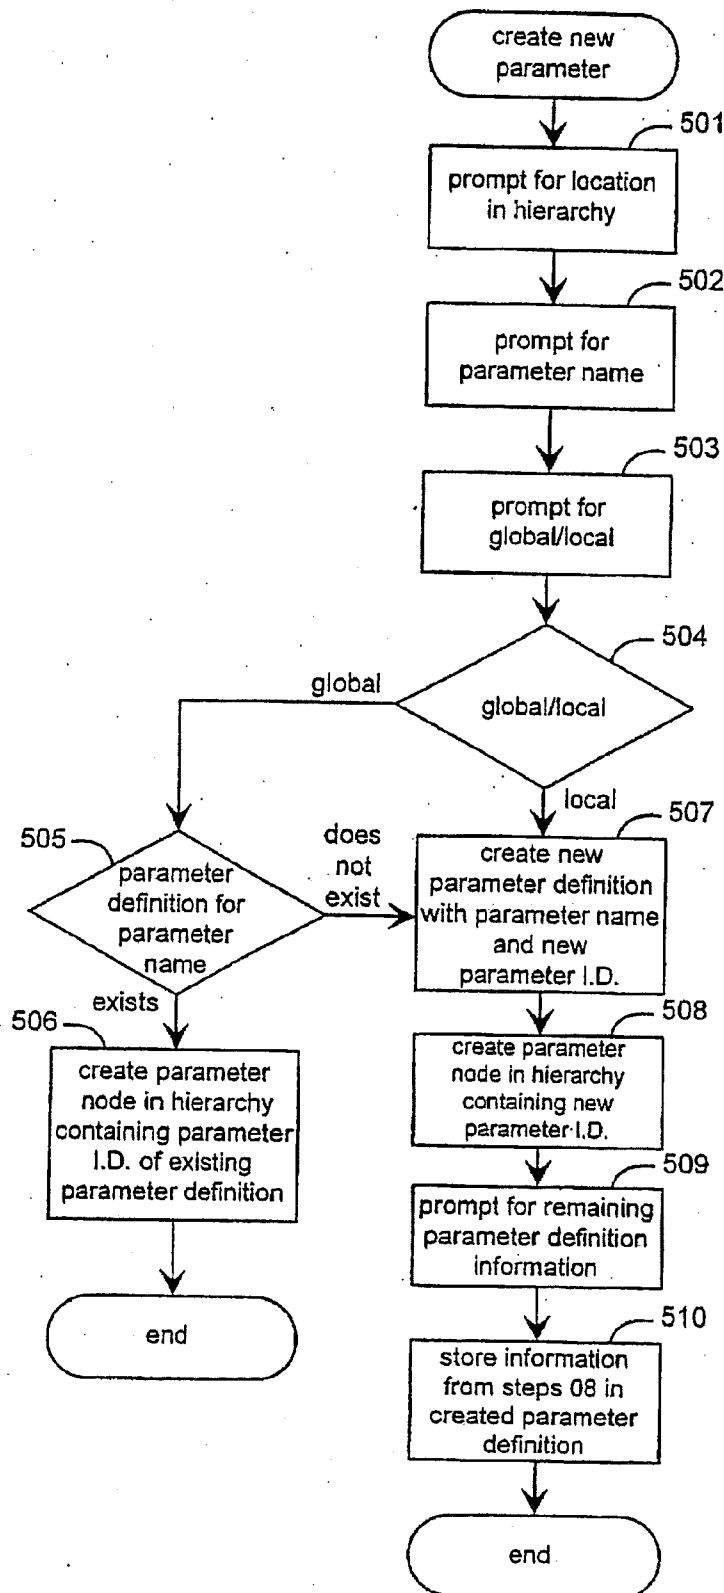 create new
parameter
501
prompt for location
in hierarchy
502
prompt for
parameter name
503
prompt for
global/local
504
global/local
global
local
505
parameter
definition for
parameter
name
does
not
exist
exists
507
create new
parameter definition
with parameter name
and new
parameter I.D.
506
create parameter
node in hierarchy
containing parameter
I.D. of existing
parameter definition
end
508
create parameter
node in hierarchy
containing new
parameter I.D.
509
prompt for remaining
parameter definition
information
510
store information
from steps 08 in
created parameter
definition
end